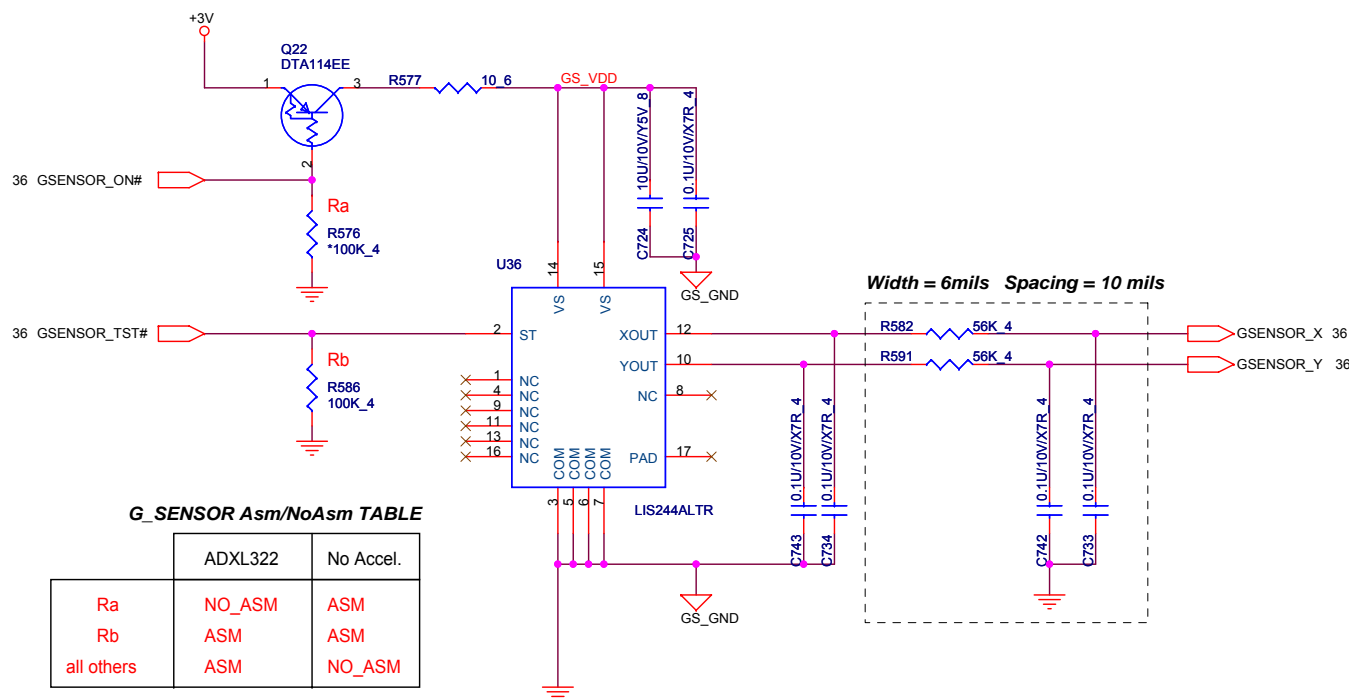 +3V
Q22
DTA114EE
1
3
2
R577
10_6
GS_VDD
10U/10V/Y5V_8
0.1U/10V/X7R_4
C724
C725
GS_GND
36 GSENSOR_ON#
Ra
R576
*100K_4
U36
14
15
VS
VS
Width = 6mils Spacing = 10 mils
36 GSENSOR_TST#
2
ST
XOUT
12
R582
56K_4
GSENSOR_X 36
YOUT
10
R591
56K_4
GSENSOR_Y 36
Rb
R586
100K_4
1
NC
4
NC
9
NC
11
NC
13
NC
16
NC
NC
8
PAD
17
COM
COM
COM
COM
3
5
6
7
LIS244ALTR
0.1U/10V/X7R_4
0.1U/10V/X7R_4
C743
C734
0.1U/10V/X7R_4
0.1U/10V/X7R_4
C742
C733
GS_GND
G_SENSOR Asm/NoAsm TABLE
ADXL322 No Accel.
Ra NO_ASM ASM
Rb ASM ASM
all others ASM NO_ASM